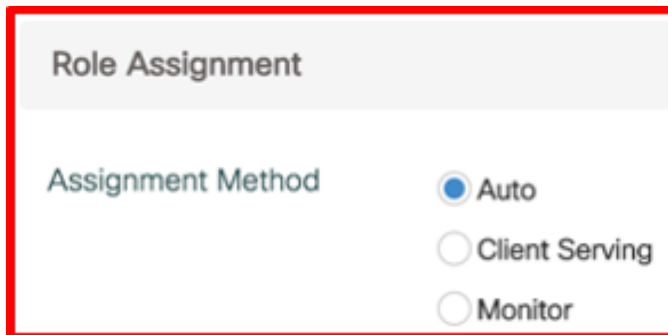 Role Assignment
Assignment Method
Auto
Client Serving
Monitor